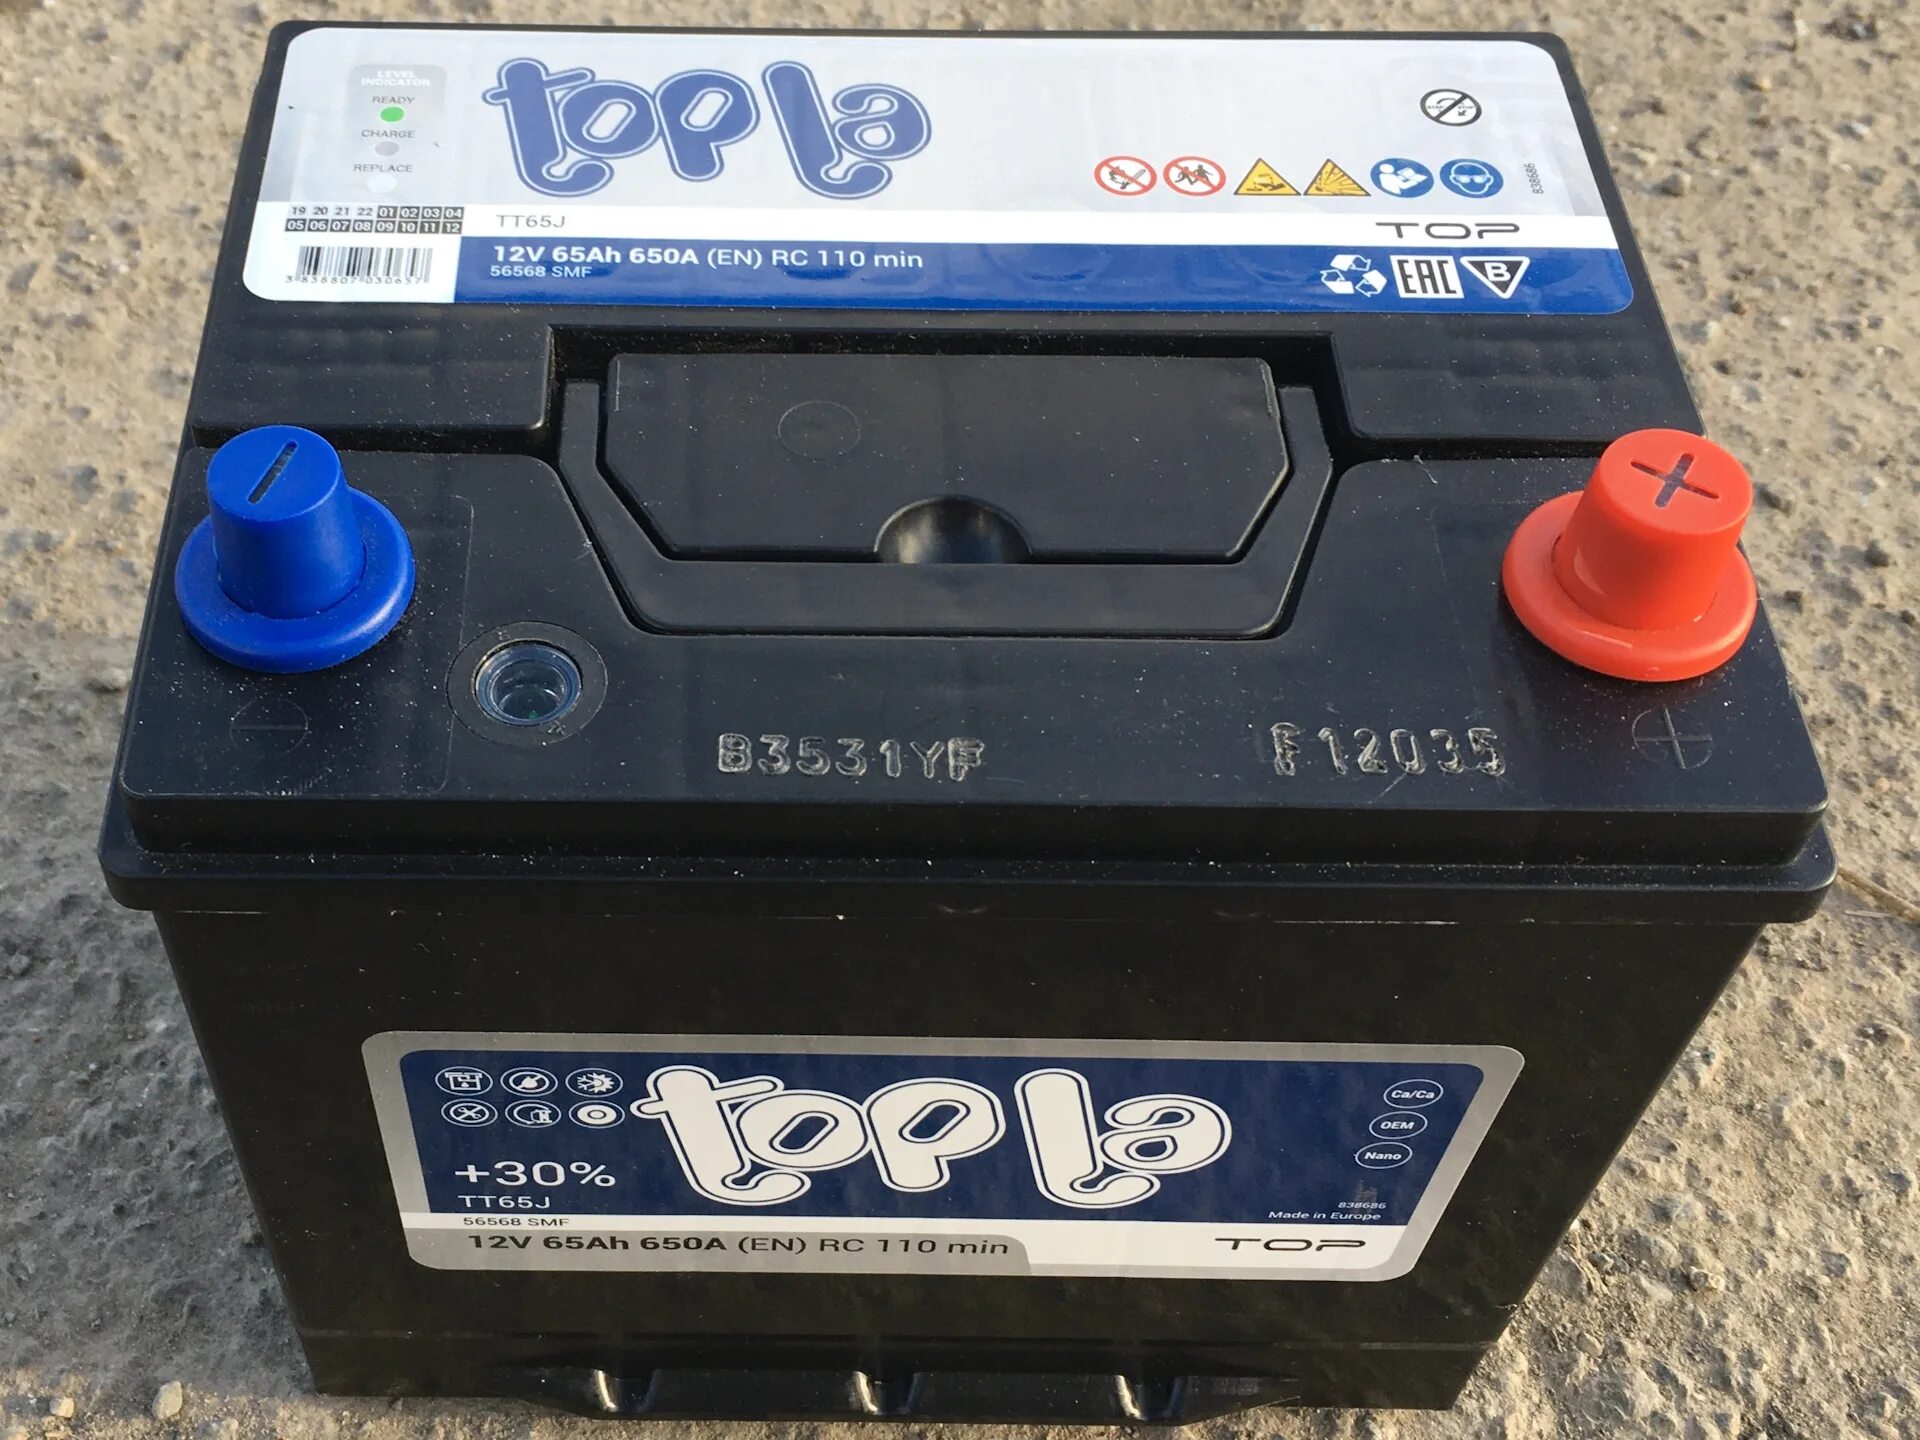 LEVEL
INDICATOR
READY
CHARGE
REPLACE
topla
838686
19 20 21 22 01 02 03 04
05 06 07 08 09 10 11 12
TT65J
TOP
12V 65Ah 650A (EN) RC 110 min
56568 SMF
3 838807 030657
EAC
B
B3531YF
F12035
topla
Ca/Ca
OEM
Nano
+30%
TT65J
838686
Made in Europe
56568 SMF
12V 65Ah 650A (EN) RC 110 min
TOP